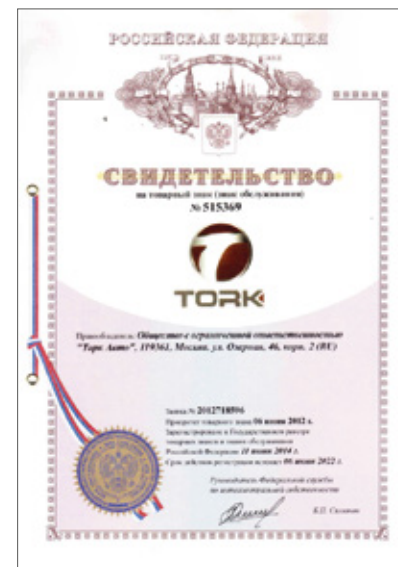 РОССИЙСКАЯ ФЕДЕРАЦИЯ
СВИДЕТЕЛЬСТВО
на товарный знак (знак обслуживания)
№ 515369
TORK
Правообладатель: Общество с ограниченной ответственностью
"Торк Авто", 119361, Москва, ул. Озерная, 46, корп. 2 (RU)
Заявка № 2012718596
Приоритет товарного знака 06 июня 2012 г.
Зарегистрировано в Государственном реестре
товарных знаков и знаков обслуживания
Российской Федерации 11 июня 2014 г.
Срок действия регистрации истекает 06 июня 2022 г.
Руководитель Федеральной службы
по интеллектуальной собственности
Б.П. Симонов